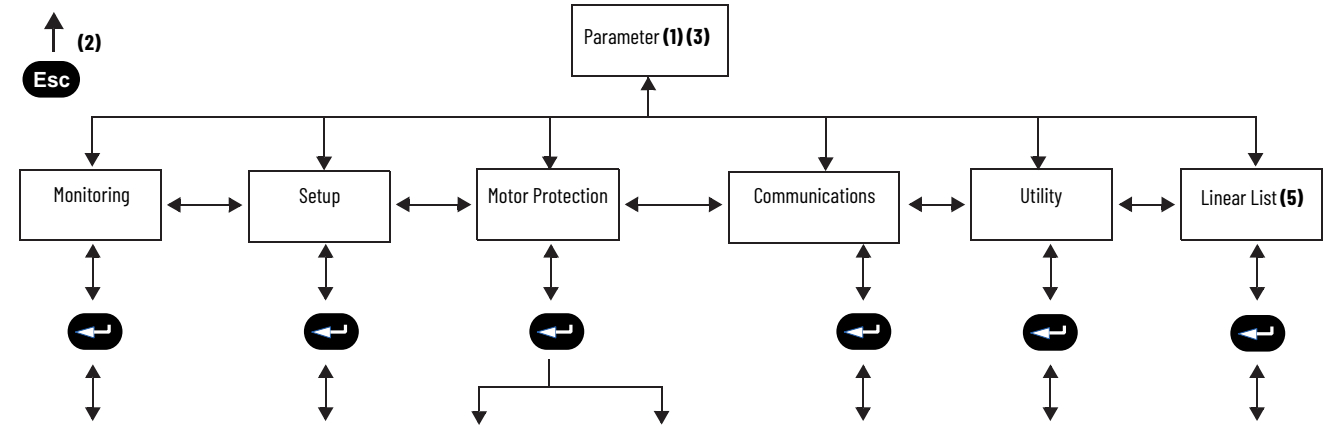 (2)
Esc
Parameter (1) (3)
Monitoring
Setup
Motor Protection
Communications
Utility
Linear List (5)